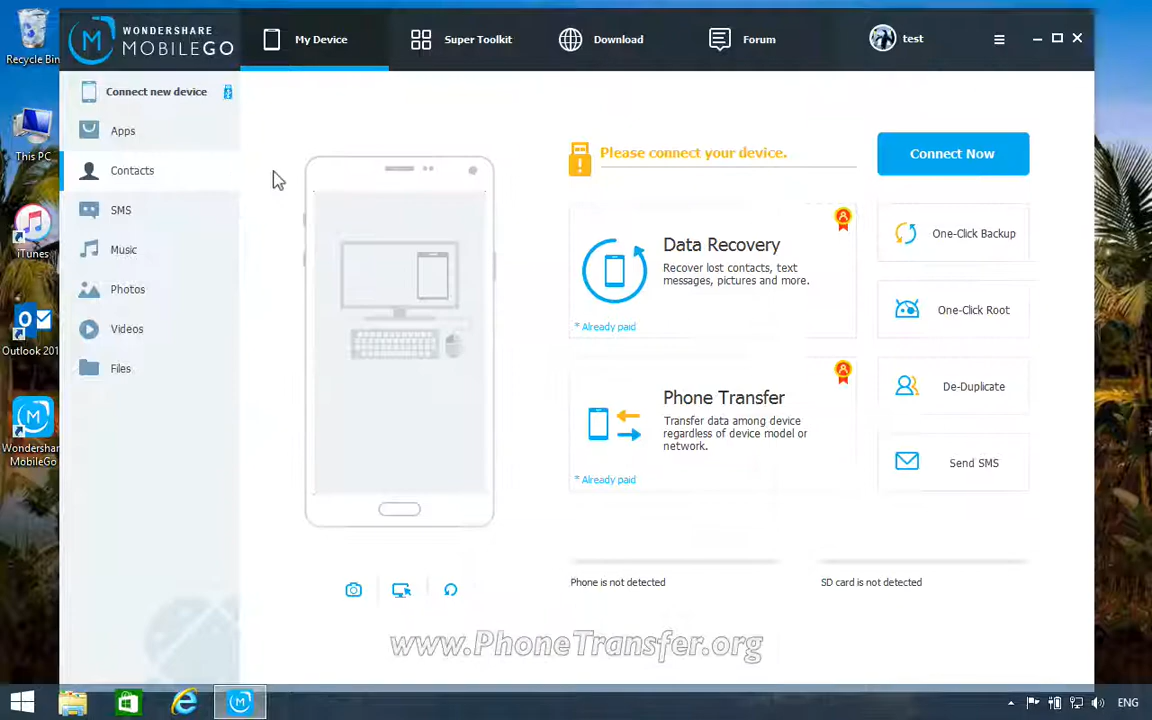 Recycle Bin
This PC
iTunes
Outlook 201
Wondershar
MobileGo
WONDERSHARE
MOBILEGO
My Device
Super Toolkit
Download
Forum
test
Connect new device
Apps
Contacts
SMS
Music
Photos
Videos
Files
Please connect your device.
Connect Now
Data Recovery
Recover lost contacts, text
messages, pictures and more.
* Already paid
Phone Transfer
Transfer data among device
regardless of device model or
network.
* Already paid
One-Click Backup
One-Click Root
De-Duplicate
Send SMS
Phone is not detected
SD card is not detected
www.PhoneTransfer.org
ENG